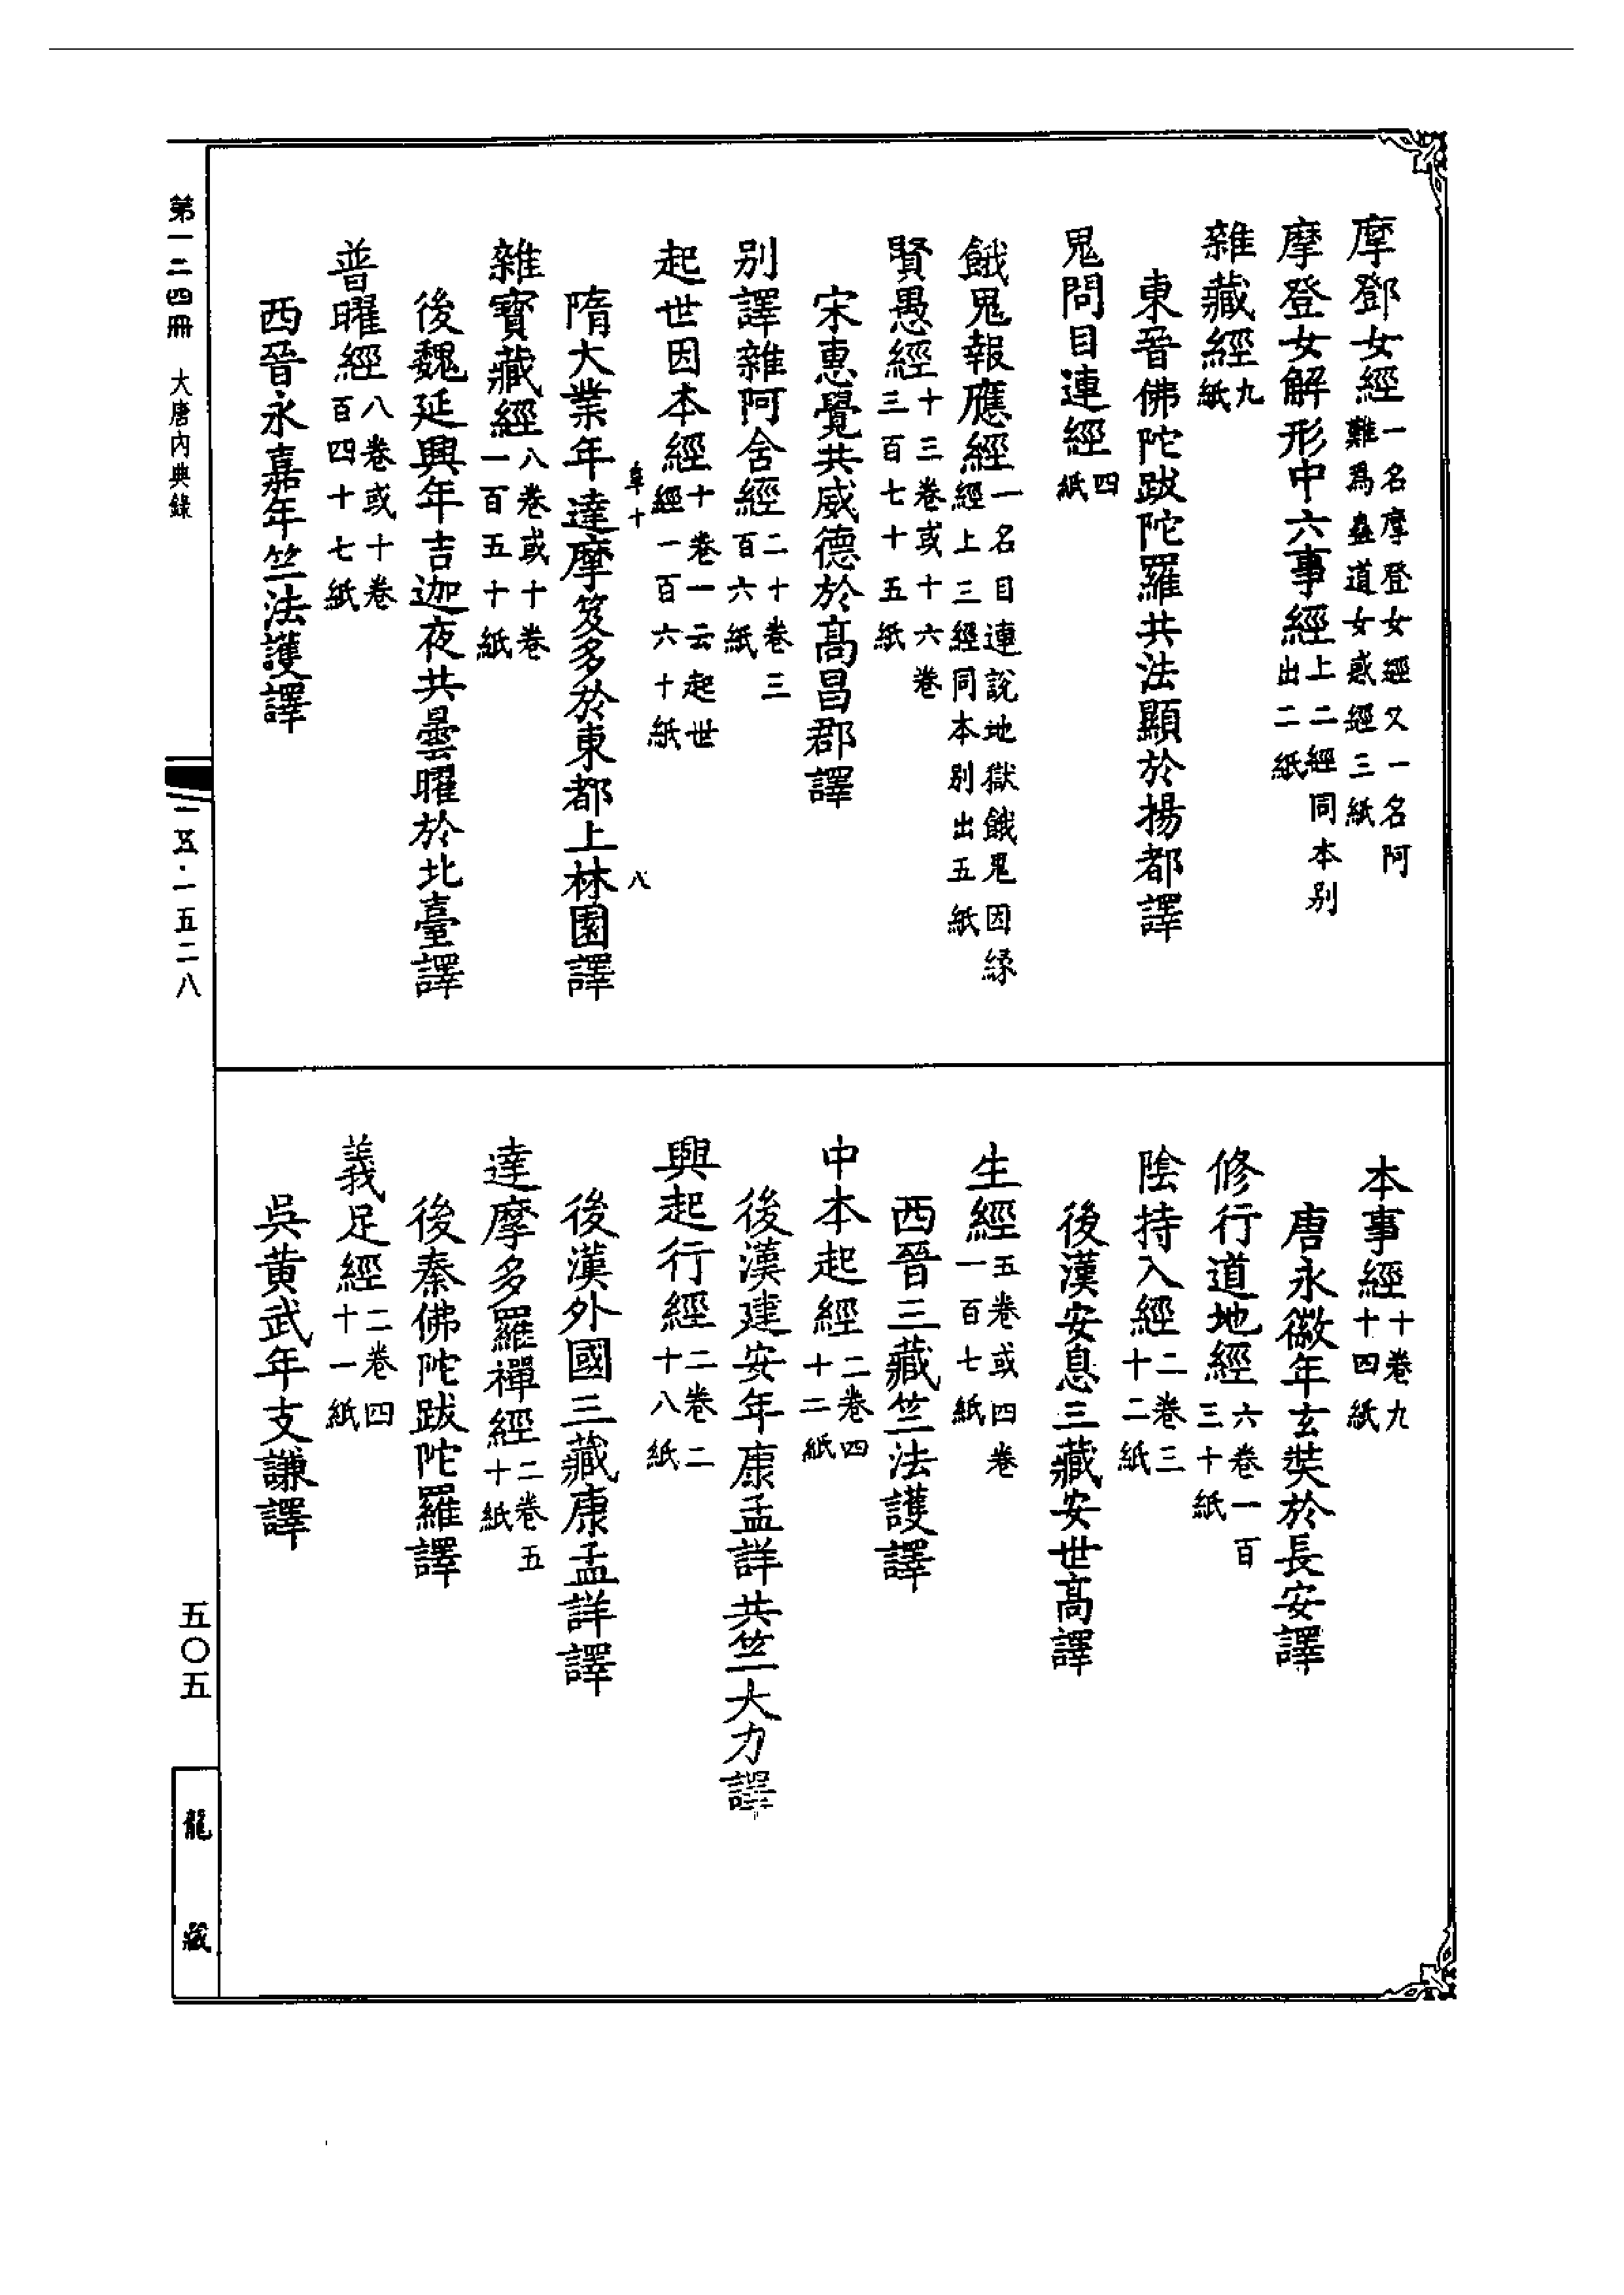 摩鄧女經一名摩登女經又一名阿難為蠱道女惑經三紙
摩登女解形中六事經上二經同本別出二紙
雜藏經九紙
東晉佛陀跋陀羅共法顯於揚都譯
鬼問目連經四紙
餓鬼報應經一名目連說地獄餓鬼因緣經上三經同本別出五紙
賢愚經十三卷或十六卷三百七十五紙
宋惠覺共威德於高昌郡譯
別譯雜阿含經二十卷三百六紙
起世因本經十卷一云起世經一百六十紙
阜十 八
隋大業年達摩笈多於東都上林園譯
雜寶藏經八卷或十卷一百五十紙
後魏延興年吉迦夜共曇曜於北臺譯
普曜經八卷或十卷百四十七紙
西晉永嘉年竺法護譯
本事經十卷九十四紙
唐永徽年玄奘於長安譯
修行道地經六卷一百三十紙
陰持入經二卷三十二紙
後漢安息三藏安世高譯
生經五卷或四卷一百七紙
西晉三藏竺法護譯
中本起經二卷四十二紙
後漢建安年康孟詳共竺大力譯
興起行經二卷二十八紙
後漢外國三藏康孟詳譯
達摩多羅禪經二卷五十紙
後秦佛陀跋陀羅譯
義足經二卷四十一紙
吳黃武年支謙譯
第一二四冊 大唐內典錄
一五·一五二八
五〇五
龍藏